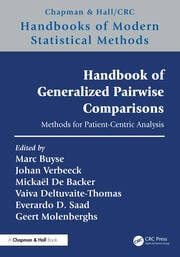 Chapman & Hall/CRC
Handbooks of Modern
Statistical Methods
Handbook of
Generalized Pairwise
Comparisons
Methods for Patient-Centric Analysis
Edited by
Marc Buyse
Johan Verbeeck
Mickaël De Backer
Vaiva Deltuvaite-Thomas
Everardo D. Saad
Geert Molenberghs
A Chapman & Hall Book
CRC Press
Taylor & Francis Group